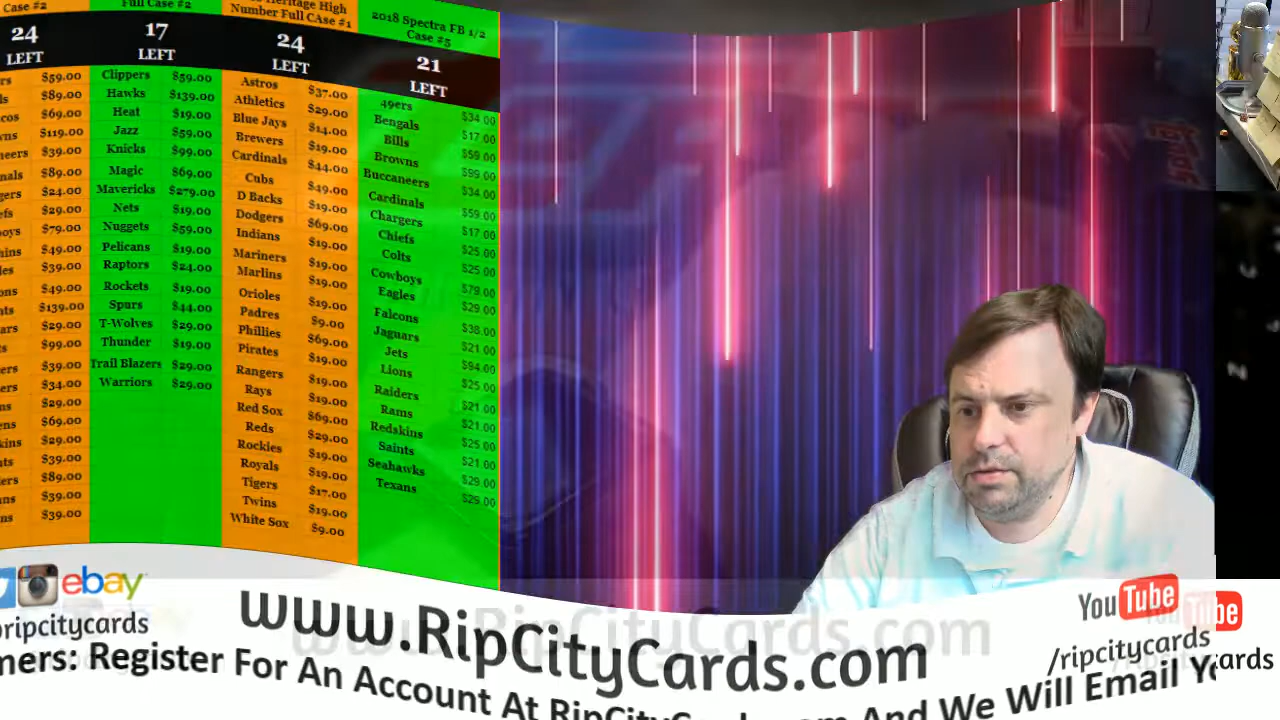 Case #2
24
LEFT
$59.00
$89.00
$69.00
$119.00
$39.00
$89.00
$24.00
$29.00
$79.00
$49.00
$39.00
$49.00
$139.00
$29.00
$99.00
$39.00
$34.00
$29.00
$69.00
$29.00
$39.00
$89.00
$39.00
$39.00
Full Case #2
17
LEFT
Clippers $59.00
Hawks $139.00
Heat $19.00
Jazz $59.00
Knicks $99.00
Magic $69.00
Mavericks $279.00
Nets $19.00
Nuggets $59.00
Pelicans $19.00
Raptors $24.00
Rockets $19.00
Spurs $44.00
T-Wolves $29.00
Thunder $19.00
Trail Blazers $29.00
Warriors $29.00
Heritage High
Number Full CAse #1
24
LEFT
Astros $37.00
Athletics $29.00
Blue Jays $14.00
Brewers $19.00
Cardinals $44.00
Cubs $49.00
D Backs $19.00
Dodgers $69.00
Indians $19.00
Mariners $19.00
Marlins $19.00
Orioles $19.00
Padres $9.00
Phillies $69.00
Pirates $19.00
Rangers $19.00
Rays $19.00
Red Sox $69.00
Reds $29.00
Rockies $19.00
Royals $19.00
Tigers $17.00
Twins $19.00
White Sox $9.00
2018 Spectra FB 1/2
Case #5
21
LEFT
49ers $34.00
Bengals $17.00
Bills $59.00
Browns $99.00
Buccaneers $34.00
Cardinals $59.00
Chargers $17.00
Chiefs $25.00
Colts $25.00
Cowboys $79.00
Eagles $29.00
Falcons $38.00
Jaguars $21.00
Jets $94.00
Lions $25.00
Raiders $21.00
Rams $21.00
Redskins $25.00
Saints $21.00
Seahawks $29.00
Texans $29.00
ebay
ripcitycards
www.RipCityCards.com
YouTube
/ripcitycards
mers: Register For An Account At RipCityCards.com And We Will Email Yo